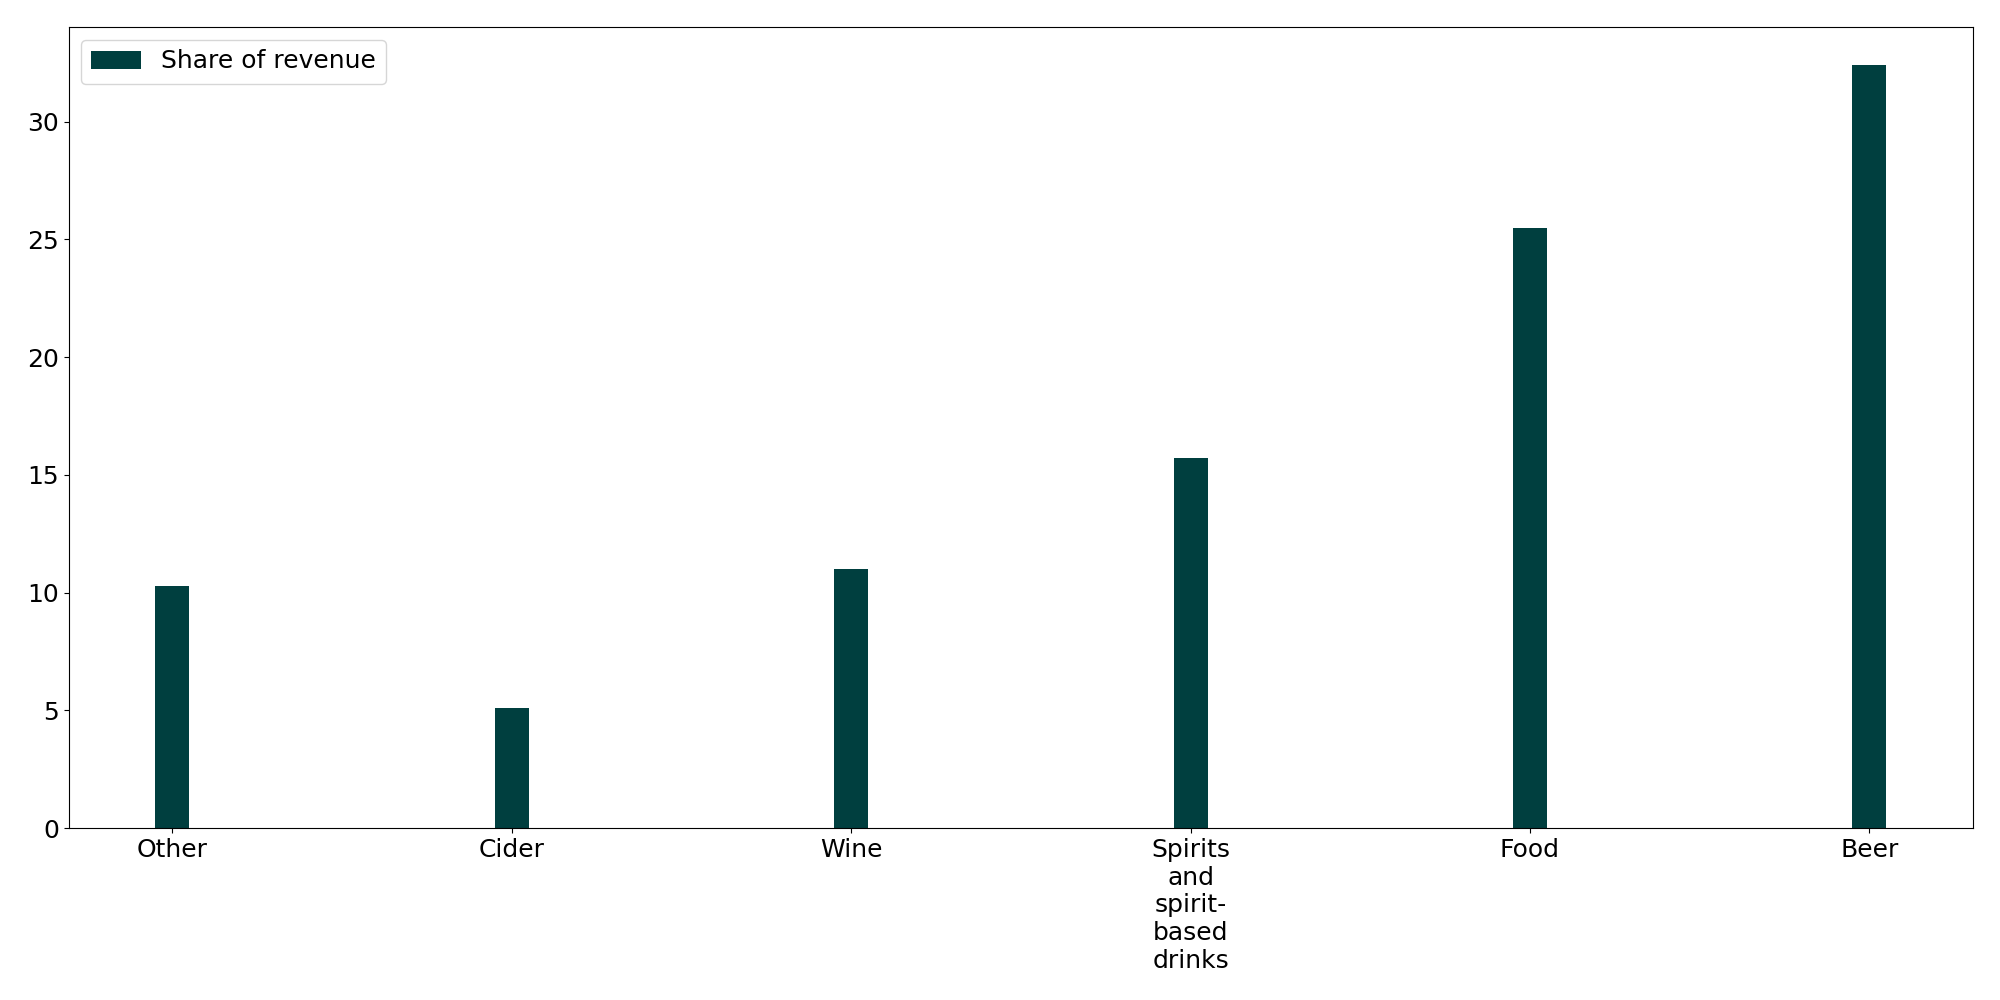 Share of revenue
30
25
20
15
10
5
0
Other
Cider
Wine
Spirits
and
spirit-
based
drinks
Food
Beer